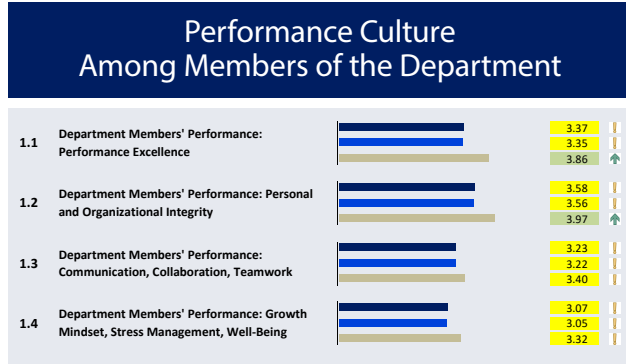 Performance Culture
Among Members of the Department
1.1
Department Members' Performance:
Performance Excellence
3.37
3.35
3.86
1.2
Department Members' Performance: Personal
and Organizational Integrity
3.58
3.56
3.97
1.3
Department Members' Performance:
Communication, Collaboration, Teamwork
3.23
3.22
3.40
1.4
Department Members' Performance: Growth
Mindset, Stress Management, Well-Being
3.07
3.05
3.32